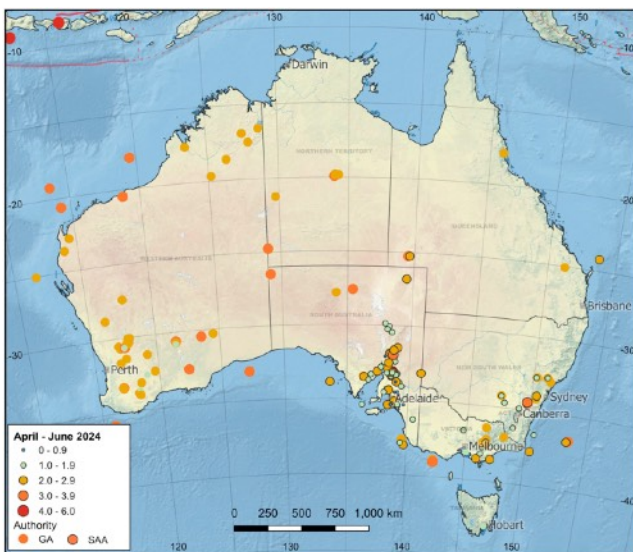 120
130
140
150
-10
-10
Darwin
NORTHERN TERRITORY
-20
-20
QUEENSLAND
WESTERN AUSTRALIA
SOUTH AUSTRALIA
Brisbane
-30
-30
NEW SOUTH WALES
Perth
Adelaide
Sydney
ACT
Canberra
VICTORIA
Melbourne
TASMANIA
Hobart
April - June 2024
0 - 0.9
1.0 - 1.9
2.0 - 2.9
3.0 - 3.9
4.0 - 6.0
Authority
GA SAA
0 250 500 750 1,000 km
120
130
140
150